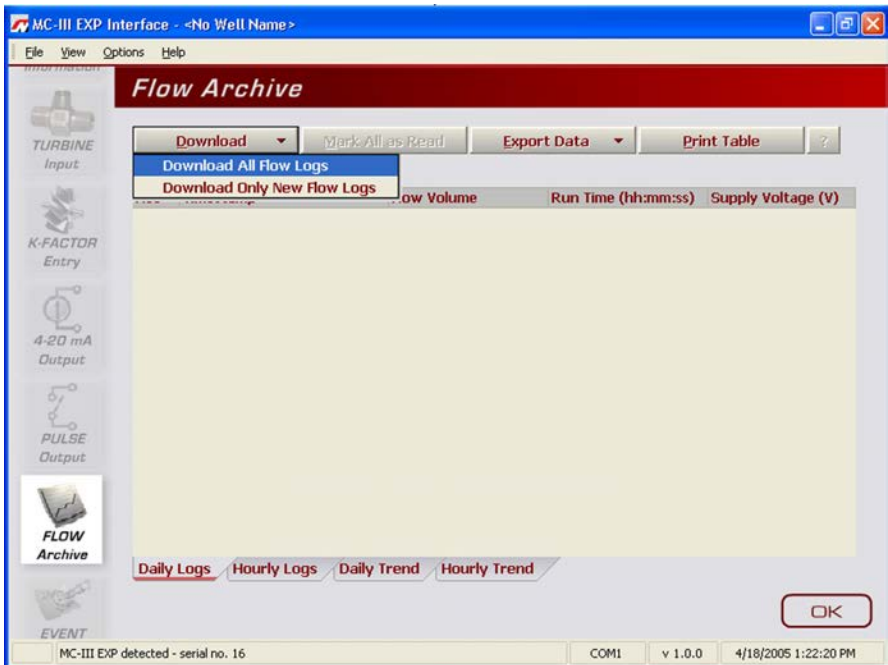 MC-III EXP Interface - <No Well Name>
File View Options Help
Information
Flow Archive
TURBINE
Input
Download Mark All as Read Export Data Print Table ?
Download All Flow Logs
Download Only New Flow Logs
Flow Volume Run Time (hh:mm:ss) Supply Voltage (V)
K-FACTOR
Entry
4-20 mA
Output
PULSE
Output
FLOW
Archive
EVENT
Daily Logs Hourly Logs Daily Trend Hourly Trend
OK
MC-III EXP detected - serial no. 16 COM1 v 1.0.0 4/18/2005 1:22:20 PM